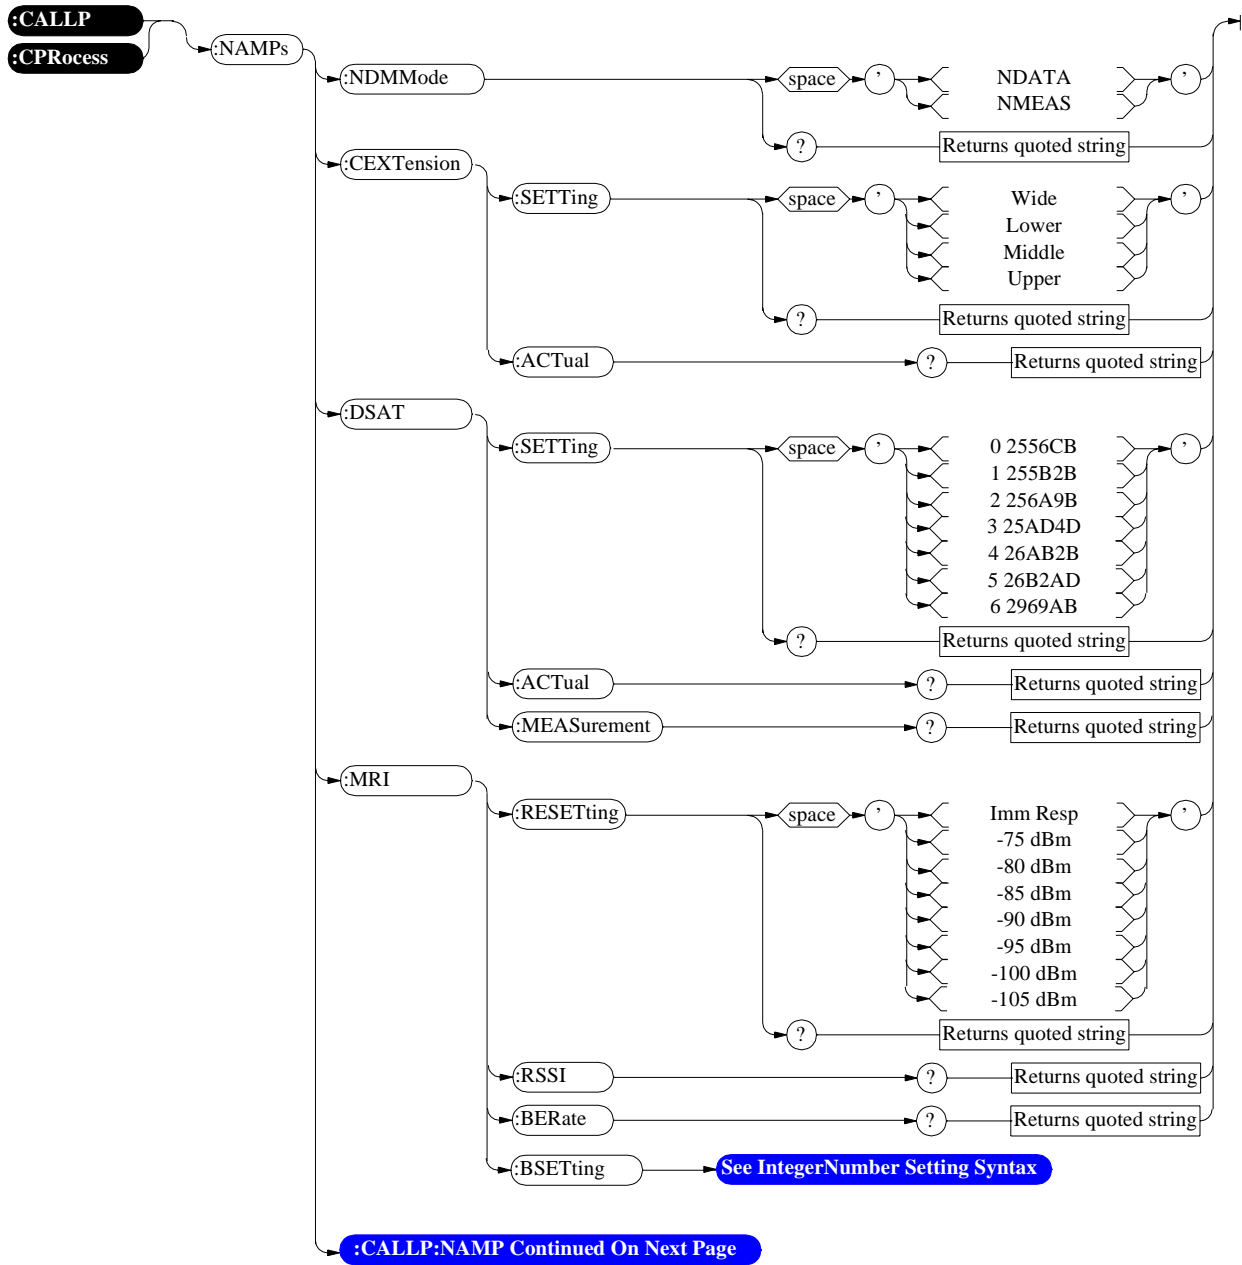 :CALLP
:CPRocess
:NAMPs
:NDMMode
space
'
NDATA
NMEAS
'
?
Returns quoted string
:CEXTension
:SETTing
space
'
Wide
Lower
Middle
Upper
'
?
Returns quoted string
:ACTual
?
Returns quoted string
:DSAT
:SETTing
space
'
0 2556CB
1 255B2B
2 256A9B
3 25AD4D
4 26AB2B
5 26B2AD
6 2969AB
'
?
Returns quoted string
:ACTual
?
Returns quoted string
:MEASurement
?
Returns quoted string
:MRI
:RESETting
space
'
Imm Resp
-75 dBm
-80 dBm
-85 dBm
-90 dBm
-95 dBm
-100 dBm
-105 dBm
'
?
Returns quoted string
:RSSI
?
Returns quoted string
:BERate
?
Returns quoted string
:BSETting
See IntegerNumber Setting Syntax
:CALLP:NAMP Continued On Next Page